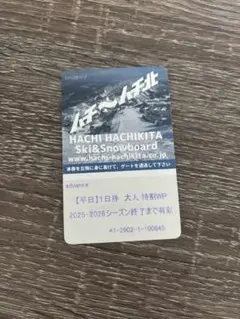 ハチ〜ハチ北
HACHI HACHIKITA
Ski&Snowboard
www.hachi-hachikita.co.jp
advance
【平日】1日券 大人 特割WP
2025-2026シーズン終了まで有効